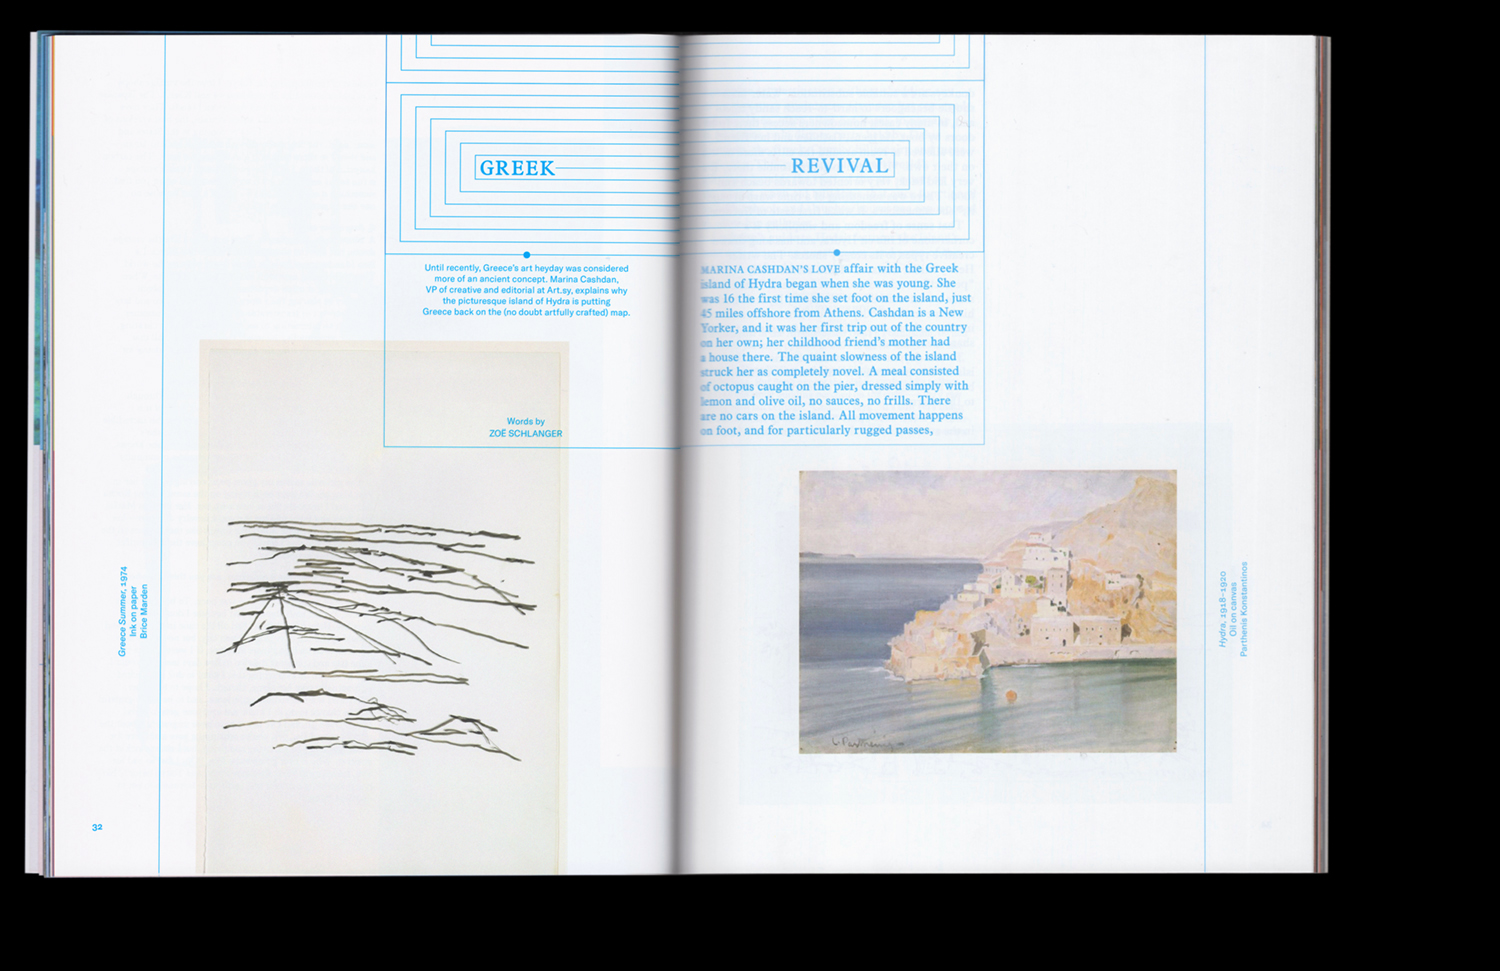 GREEK
REVIVAL
Until recently, Greece's art heyday was considered
more of an ancient concept. Marina Cashdan,
VP of creative and editorial at Art.sy, explains why
the picturesque island of Hydra is putting
Greece back on the (no doubt artfully crafted) map.
Words by
ZOË SCHLANGER
Greece Summer, 1974
Ink on paper
Brice Marden
32
MARINA CASHDAN'S LOVE affair with the Greek
island of Hydra began when she was young. She
was 16 the first time she set foot on the island, just
45 miles offshore from Athens. Cashdan is a New
Yorker, and it was her first trip out of the country
on her own; her childhood friend's mother had
a house there. The quaint slowness of the island
struck her as completely novel. A meal consisted
of octopus caught on the pier, dressed simply with
lemon and olive oil, no sauces, no frills. There
are no cars on the island. All movement happens
on foot, and for particularly rugged passes,
Hydra, 1918–1920
Oil on canvas
Parthenis Konstantinos